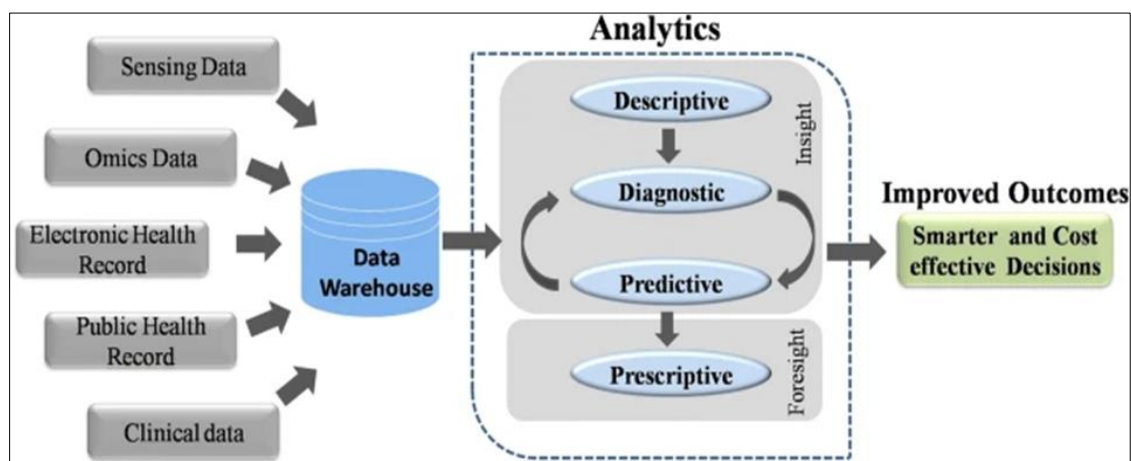 Sensing Data
Omics Data
Electronic Health
Record
Public Health
Record
Clinical data
Data
Warehouse
Analytics
Descriptive
Diagnostic
Predictive
Insight
Prescriptive
Foresight
Improved Outcomes
Smarter and Cost
effective Decisions